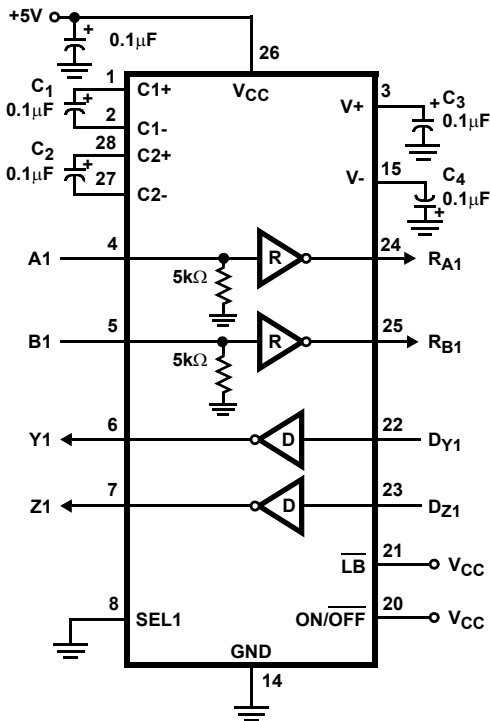 +5V
+
0.1μF
26
C1
0.1μF
+
1
C1+
VCC
2
C1-
3
V+
+
C3
0.1μF
C2
0.1μF
+
28
C2+
27
C2-
15
V-
C4
0.1μF
+
A1
4
5kΩ
R
24
RA1
B1
5
5kΩ
R
25
RB1
Y1
6
D
22
DY1
Z1
7
D
23
DZ1
LB
21
VCC
8
SEL1
ON/OFF
20
VCC
GND
14